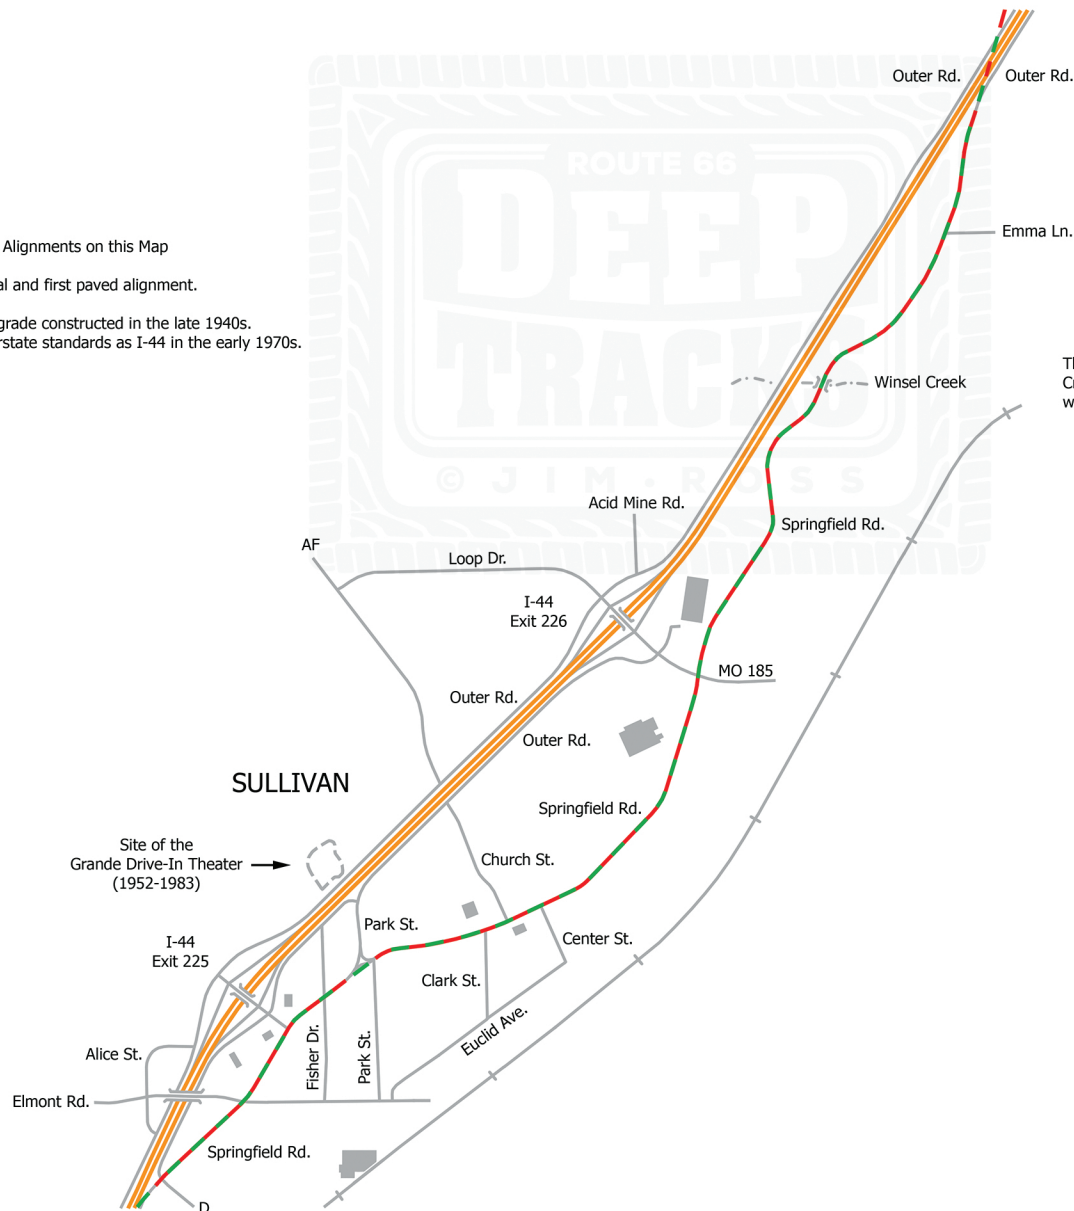 Outer Rd.
Outer Rd.
ROUTE 66
DEEP
TRACKS
© JIM · ROSS
Alignments on this Map
al and first paved alignment.
grade constructed in the late 1940s.
rstate standards as I-44 in the early 1970s.
Emma Ln.
Winsel Creek
Acid Mine Rd.
Springfield Rd.
AF
Loop Dr.
I-44
Exit 226
MO 185
Outer Rd.
Outer Rd.
SULLIVAN
Springfield Rd.
Site of the
Grande Drive-In Theater
(1952-1983)
Church St.
Park St.
Center St.
I-44
Exit 225
Clark St.
Euclid Ave.
Fisher Dr.
Park St.
Alice St.
Elmont Rd.
Springfield Rd.
D